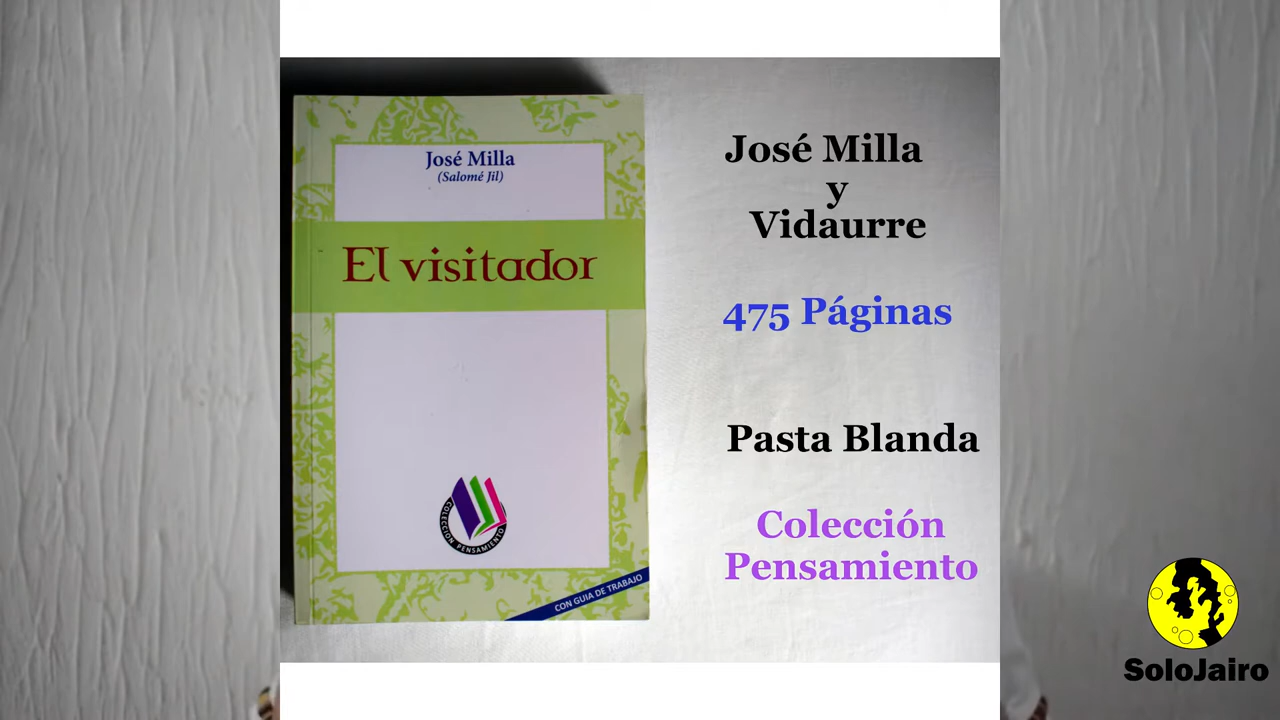 José Milla
(Salomé Jil)
El visitador
COLECCIÓN PENSAMIENTO
CON GUIA DE TRABAJO
José Milla
y
Vidaurre
475 Páginas
Pasta Blanda
Colección
Pensamiento
SoloJairo